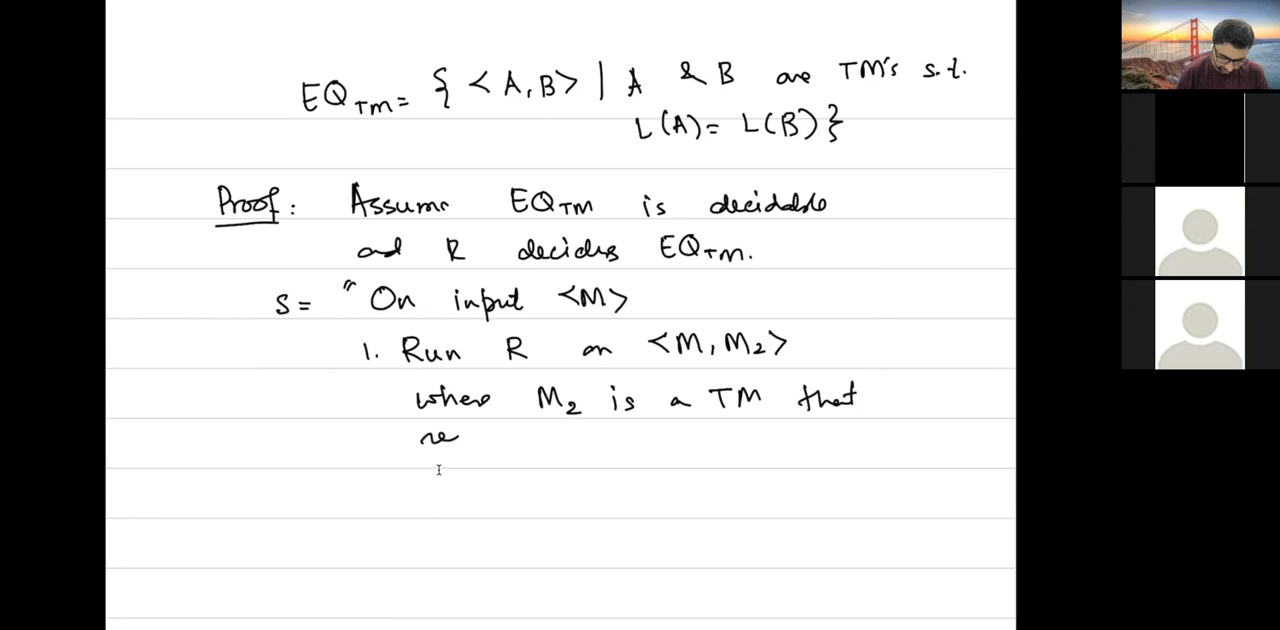 EQTM = { < A, B > | A & B are TM's s.t.
L(A) = L(B) }
Proof: Assume EQTM is decidable
and R decides EQTM.
S = " On input <M>
1. Run R on <M, M2>
where M2 is a TM that
re